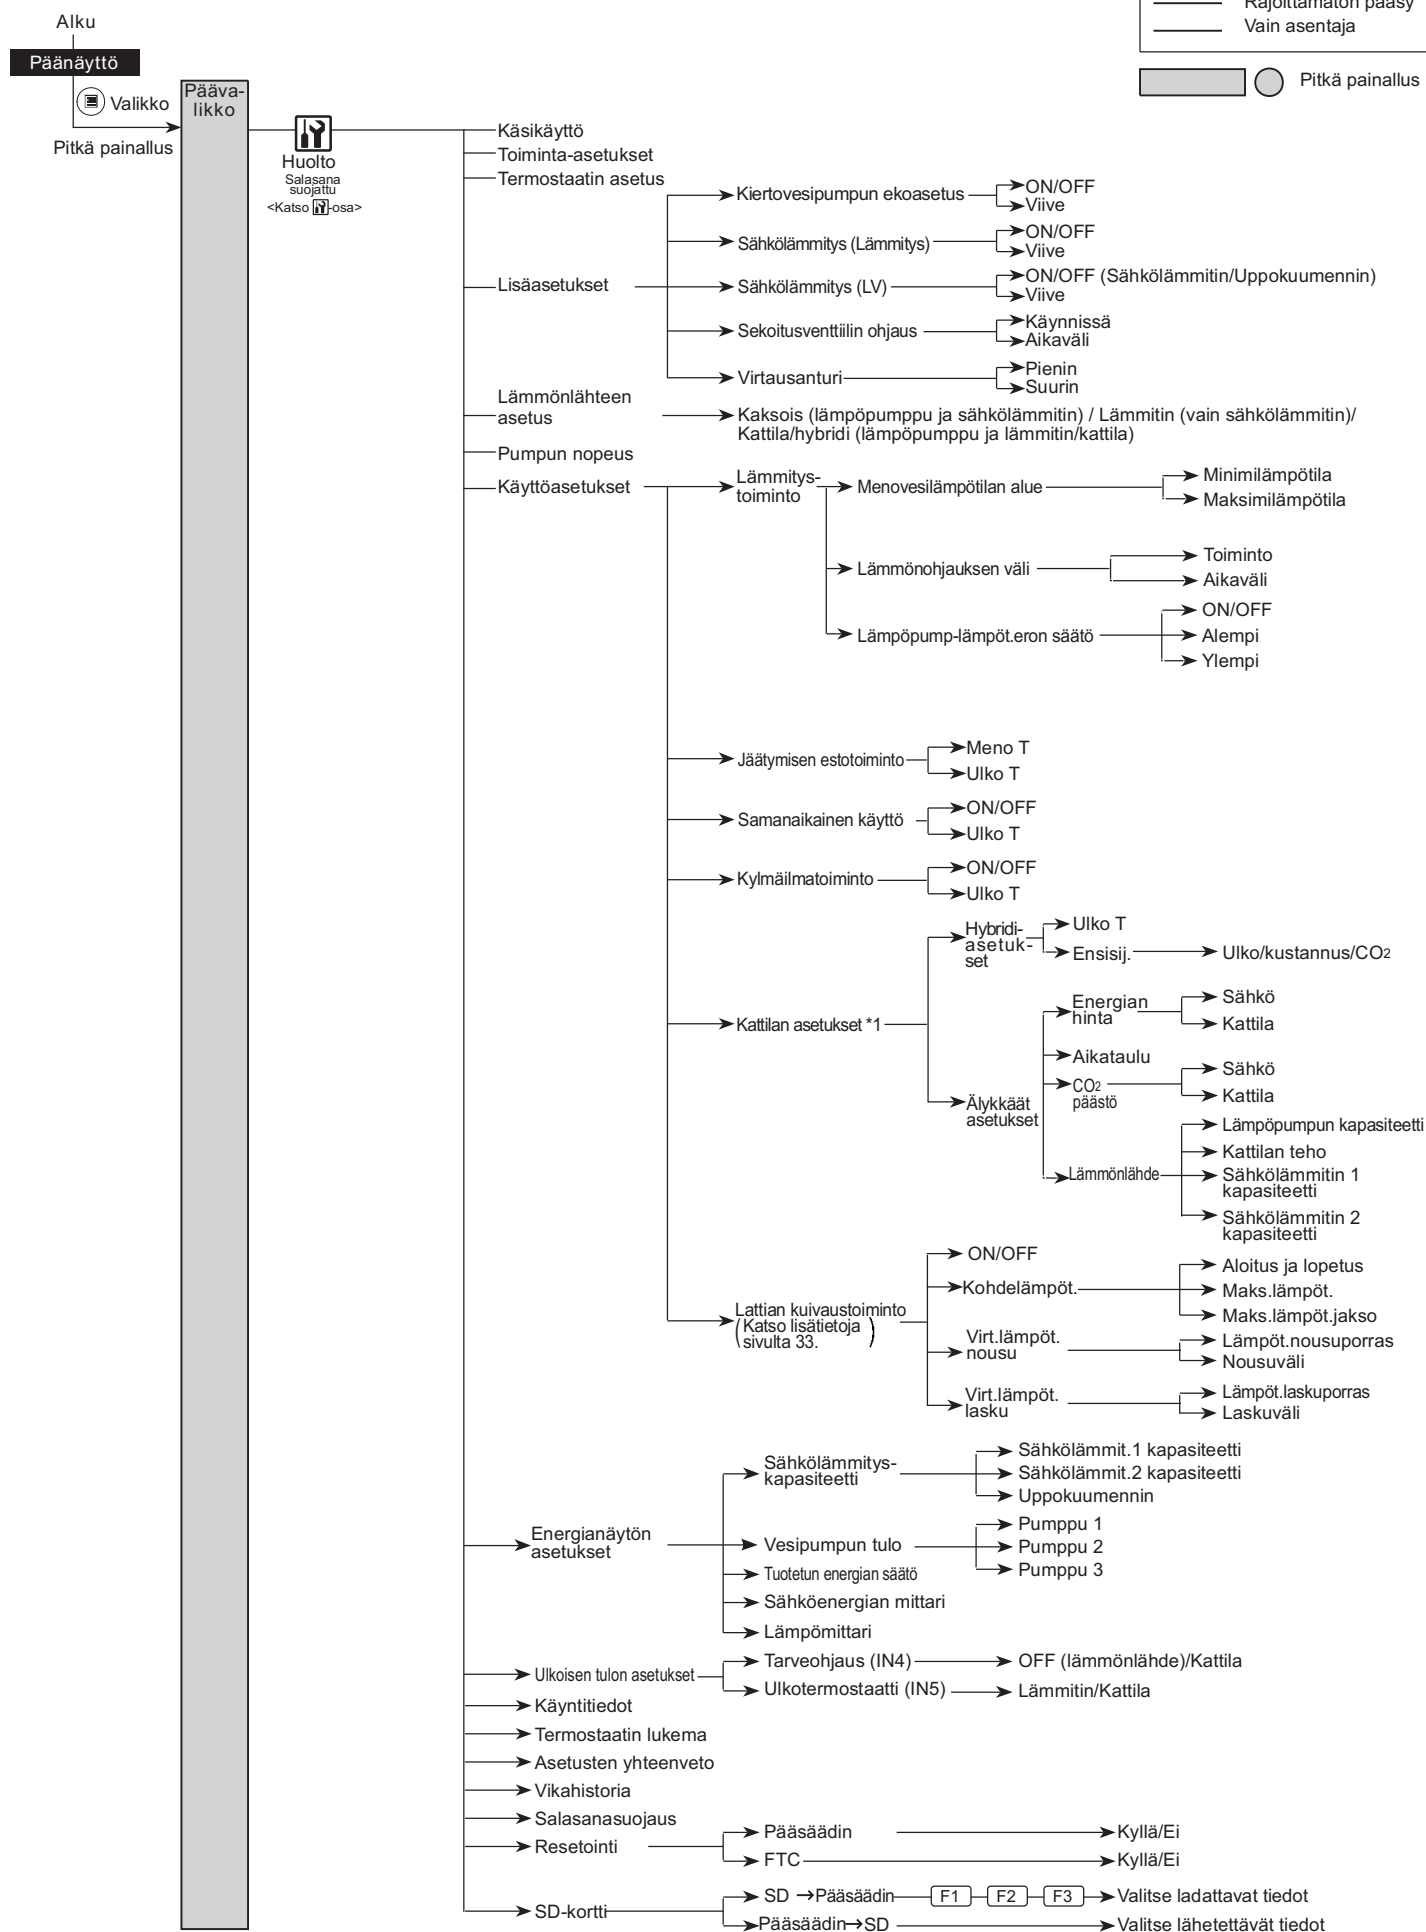 Rajoittamaton pääsy
Vain asentaja
Pitkä painallus
Alku
Päänäyttö
Valikko
Pitkä painallus
Päävä-
likko
Huolto
Salasana
suojattu
<Katso -osa>
Käsikäyttö
Toiminta-asetukset
Termostaatin asetus
Lisäasetukset
Kiertovesipumpun ekoasetus
ON/OFF
Viive
Sähkölämmitys (Lämmitys)
ON/OFF
Viive
Sähkölämmitys (LV)
ON/OFF (Sähkölämmitin/Uppokuumennin)
Viive
Sekoitusventtiilin ohjaus
Käynnissä
Aikaväli
Virtausanturi
Pienin
Suurin
Lämmönlähteen
asetus
Kaksois (lämpöpumppu ja sähkölämmitin) / Lämmitin (vain sähkölämmitin)/
Kattila/hybridi (lämpöpumppu ja lämmitin/kattila)
Pumpun nopeus
Käyttöasetukset
Lämmitys-
toiminto
Menovesilämpötilan alue
Minimilämpötila
Maksimilämpötila
Lämmönohjauksen väli
Toiminto
Aikaväli
Lämpöpump-lämpöt.eron säätö
ON/OFF
Alempi
Ylempi
Jäätymisen estotoiminto
Meno T
Ulko T
Samanaikainen käyttö
ON/OFF
Ulko T
Kylmäilmatoiminto
ON/OFF
Ulko T
Kattilan asetukset *1
Hybridi-
asetuk-
set
Ulko T
Ensisij.
Ulko/kustannus/CO2
Älykkäät
asetukset
Energian
hinta
Sähkö
Kattila
Aikataulu
CO2
päästö
Sähkö
Kattila
Lämmönlähde
Lämpöpumpun kapasiteetti
Kattilan teho
Sähkölämmitin 1
kapasiteetti
Sähkölämmitin 2
kapasiteetti
Lattian kuivaustoiminto
(Katso lisätietoja
sivulta 33.)
ON/OFF
Kohdelämpöt.
Aloitus ja lopetus
Maks.lämpöt.
Maks.lämpöt.jakso
Virt.lämpöt.
nousu
Lämpöt.nousuporras
Nousuväli
Virt.lämpöt.
lasku
Lämpöt.laskuporras
Laskuväli
Energianäytön
asetukset
Sähkölämmitys-
kapasiteetti
Sähkölämmit.1 kapasiteetti
Sähkölämmit.2 kapasiteetti
Uppokuumennin
Vesipumpun tulo
Pumppu 1
Pumppu 2
Pumppu 3
Tuotetun energian säätö
Sähköenergian mittari
Lämpömittari
Ulkoisen tulon asetukset
Tarveohjaus (IN4)
OFF (lämmönlähde)/Kattila
Ulkotermostaatti (IN5)
Lämmitin/Kattila
Käyntitiedot
Termostaatin lukema
Asetusten yhteenveto
Vikahistoria
Salasanasuojaus
Resetointi
Pääsäädin
Kyllä/Ei
FTC
Kyllä/Ei
SD-kortti
SD →Pääsäädin
F1
F2
F3
Valitse ladattavat tiedot
Pääsäädin→SD
Valitse lähetettävät tiedot